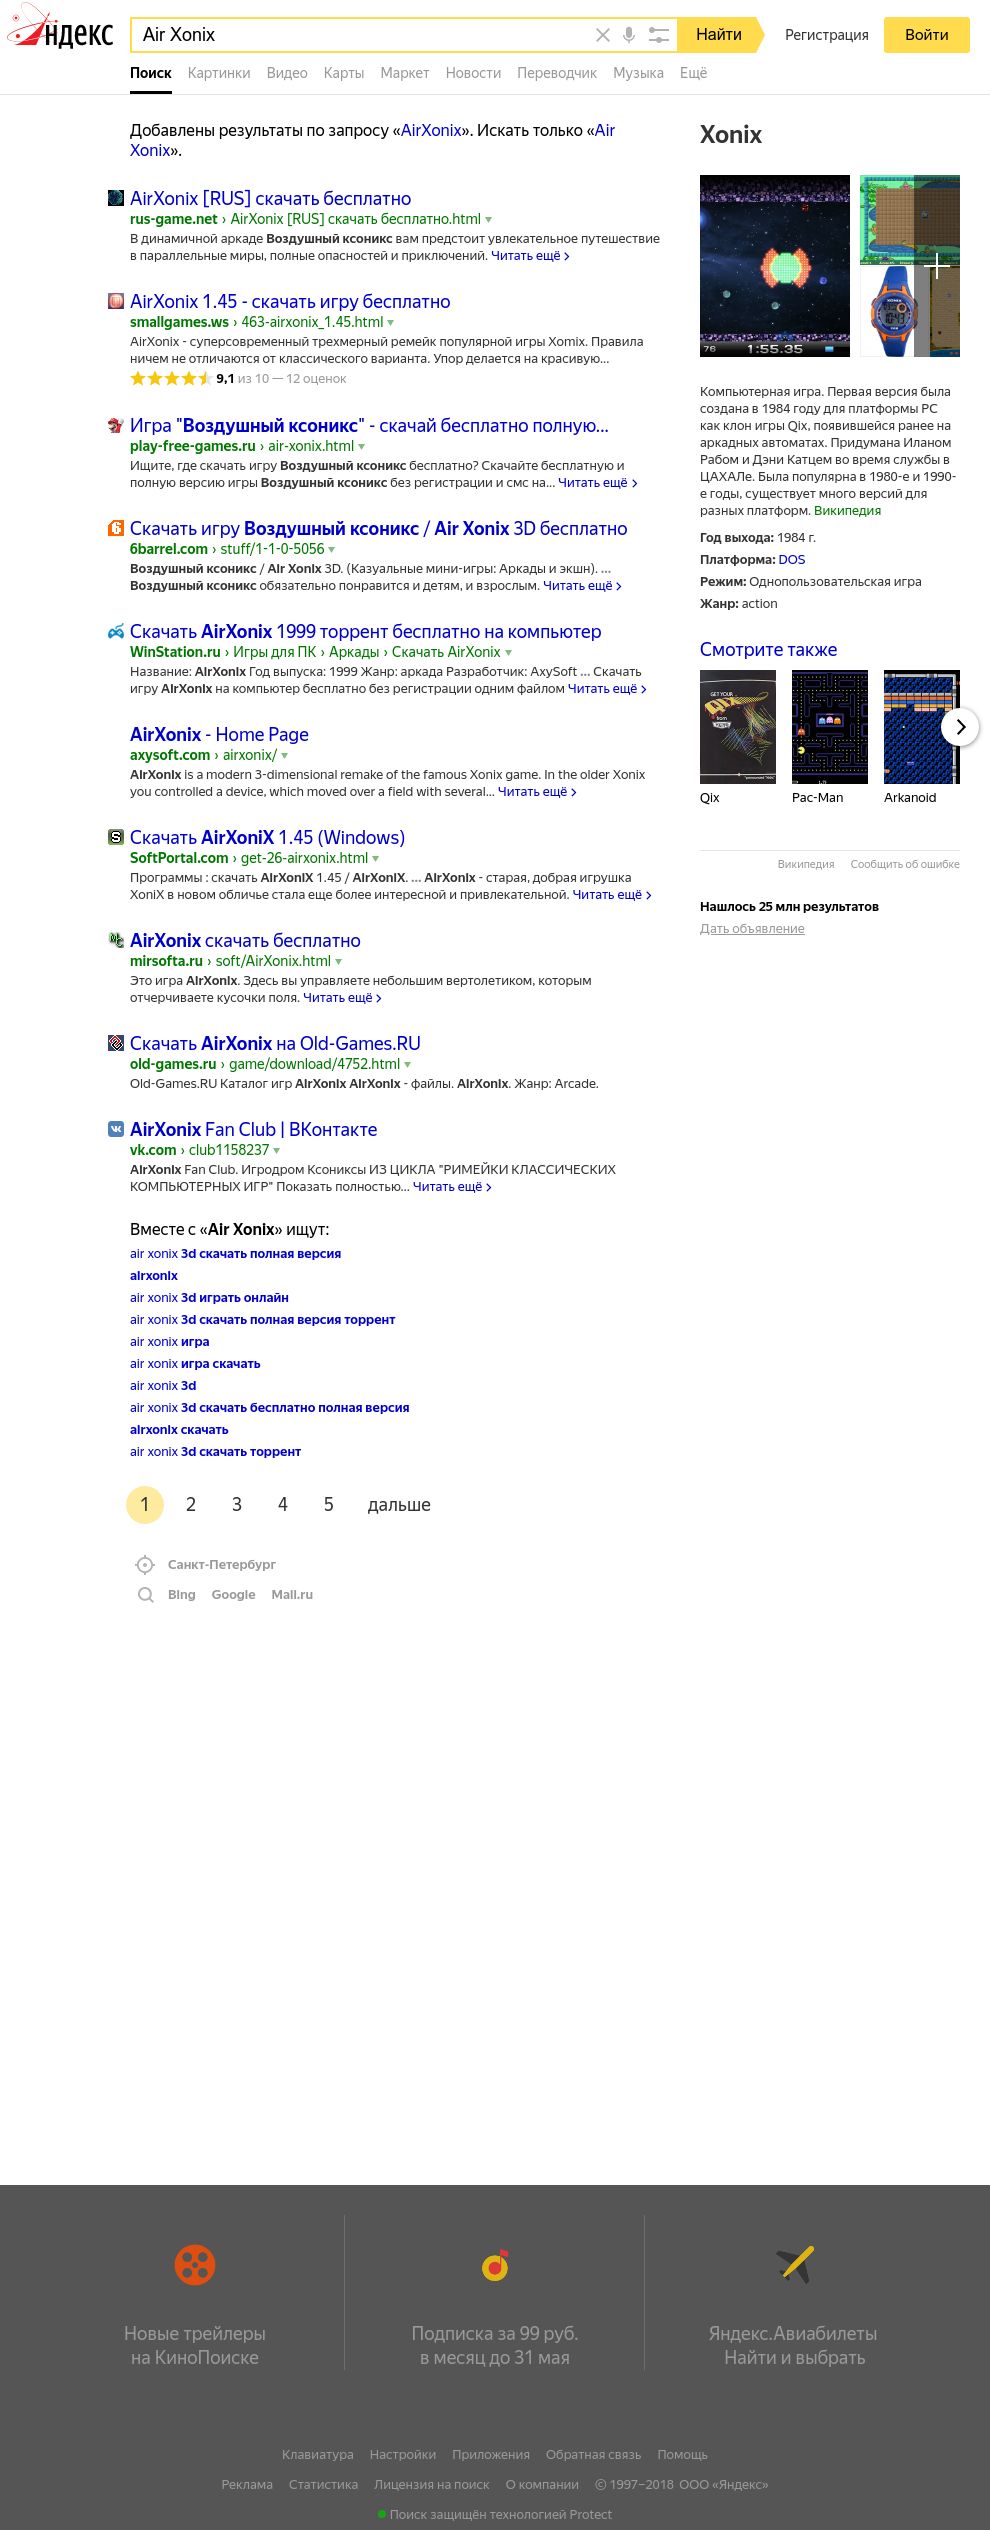 Яндекс
Air Xonix
Найти
Регистрация
Войти
Поиск Картинки Видео Карты Маркет Новости Переводчик Музыка Ещё
Добавлены результаты по запросу «AirXonix». Искать только «Air
Xonix».
AirXonix [RUS] скачать бесплатно
rus-game.net › AirXonix [RUS] скачать бесплатно.html
В динамичной аркаде Воздушный ксоникс вам предстоит увлекательное путешествие
в параллельные миры, полные опасностей и приключений. Читать ещё
AirXonix 1.45 - скачать игру бесплатно
smallgames.ws › 463-airxonix_1.45.html
AirXonix - суперсовременный трехмерный ремейк популярной игры Xomix. Правила
ничем не отличаются от классического варианта. Упор делается на красивую...
9,1 из 10 — 12 оценок
Игра "Воздушный ксоникс" - скачай бесплатно полную...
play-free-games.ru › air-xonix.html
Ищите, где скачать игру Воздушный ксоникс бесплатно? Скачайте бесплатную и
полную версию игры Воздушный ксоникс без регистрации и смс на... Читать ещё
Скачать игру Воздушный ксоникс / Air Xonix 3D бесплатно
6barrel.com › stuff/1-1-0-5056
Воздушный ксоникс / Air Xonix 3D. (Казуальные мини-игры: Аркады и экшн). ...
Воздушный ксоникс обязательно понравится и детям, и взрослым. Читать ещё
Скачать AirXonix 1999 торрент бесплатно на компьютер
WinStation.ru › Игры для ПК › Аркады › Скачать AirXonix
Название: AirXonix Год выпуска: 1999 Жанр: аркада Разработчик: AxySoft ... Скачать
игру AirXonix на компьютер бесплатно без регистрации одним файлом Читать ещё
AirXonix - Home Page
axysoft.com › airxonix/
AirXonix is a modern 3-dimensional remake of the famous Xonix game. In the older Xonix
you controlled a device, which moved over a field with several... Читать ещё
Скачать AirXoniX 1.45 (Windows)
SoftPortal.com › get-26-airxonix.html
Программы : скачать AirXoniX 1.45 / AirXoniX. ... AirXonix - старая, добрая игрушка
XoniX в новом обличье стала еще более интересной и привлекательной. Читать ещё
AirXonix скачать бесплатно
mirsofta.ru › soft/AirXonix.html
Это игра AirXonix. Здесь вы управляете небольшим вертолетиком, которым
отчерчиваете кусочки поля. Читать ещё
Скачать AirXonix на Old-Games.RU
old-games.ru › game/download/4752.html
Old-Games.RU Каталог игр AirXonix AirXonix - файлы. AirXonix. Жанр: Arcade.
AirXonix Fan Club | ВКонтакте
vk.com › club1158237
AirXonix Fan Club. Игродром Ксониксы ИЗ ЦИКЛА "РИМЕЙКИ КЛАССИЧЕСКИХ
КОМПЬЮТЕРНЫХ ИГР" Показать полностью... Читать ещё
Вместе с «Air Xonix» ищут:
air xonix 3d скачать полная версия
airxonix
air xonix 3d играть онлайн
air xonix 3d скачать полная версия торрент
air xonix игра
air xonix игра скачать
air xonix 3d
air xonix 3d скачать бесплатно полная версия
airxonix скачать
air xonix 3d скачать торрент
1 2 3 4 5 дальше
Санкт-Петербург
Bing Google Mail.ru
Xonix
76 1:55.35
Компьютерная игра. Первая версия была
создана в 1984 году для платформы PC
как клон игры Qix, появившейся ранее на
аркадных автоматах. Придумана Иланом
Рабом и Дэни Катцем во время службы в
ЦАХАЛе. Была популярна в 1980-е и 1990-
е годы, существует много версий для
разных платформ. Википедия
Год выхода: 1984 г.
Платформа: DOS
Режим: Однопользовательская игра
Жанр: action
Смотрите также
GET YOUR
Qix
from
Qix
Pac-Man
Arkanoid
Википедия Сообщить об ошибке
Нашлось 25 млн результатов
Дать объявление
Новые трейлеры
на КиноПоиске
Подписка за 99 руб.
в месяц до 31 мая
Яндекс.Авиабилеты
Найти и выбрать
Клавиатура Настройки Приложения Обратная связь Помощь
Реклама Статистика Лицензия на поиск О компании © 1997–2018 ООО «Яндекс»
Поиск защищён технологией Protect